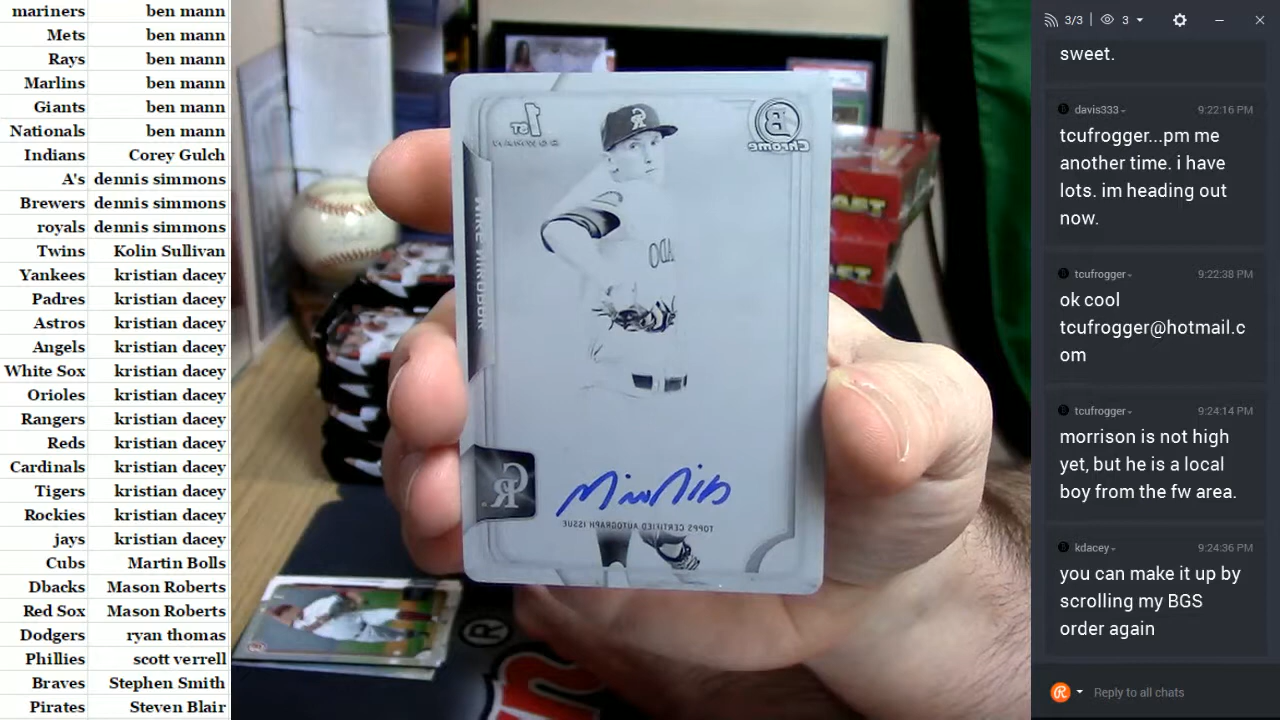 mariners ben mann
Mets ben mann
Rays ben mann
Marlins ben mann
Giants ben mann
Nationals ben mann
Indians Corey Gulch
A's dennis simmons
Brewers dennis simmons
royals dennis simmons
Twins Kolin Sullivan
Yankees kristian dacey
Padres kristian dacey
Astros kristian dacey
Angels kristian dacey
White Sox kristian dacey
Orioles kristian dacey
Rangers kristian dacey
Reds kristian dacey
Cardinals kristian dacey
Tigers kristian dacey
Rockies kristian dacey
jays kristian dacey
Cubs Martin Bolls
Dbacks Mason Roberts
Red Sox Mason Roberts
Dodgers ryan thomas
Phillies scott verrell
Braves Stephen Smith
Pirates Steven Blair
1ST
BOWMAN
B
Chrome
CR
TOPPS CERTIFIED AUTOGRAPH ISSUE
3/3 3
sweet.
davis333 9:22:16 PM
tcufrogger...pm me
another time. i have
lots. im heading out
now.
tcufrogger 9:22:38 PM
ok cool
tcufrogger@hotmail.c
om
tcufrogger 9:24:14 PM
morrison is not high
yet, but he is a local
boy from the fw area.
kdacey 9:24:36 PM
you can make it up by
scrolling my BGS
order again
Reply to all chats